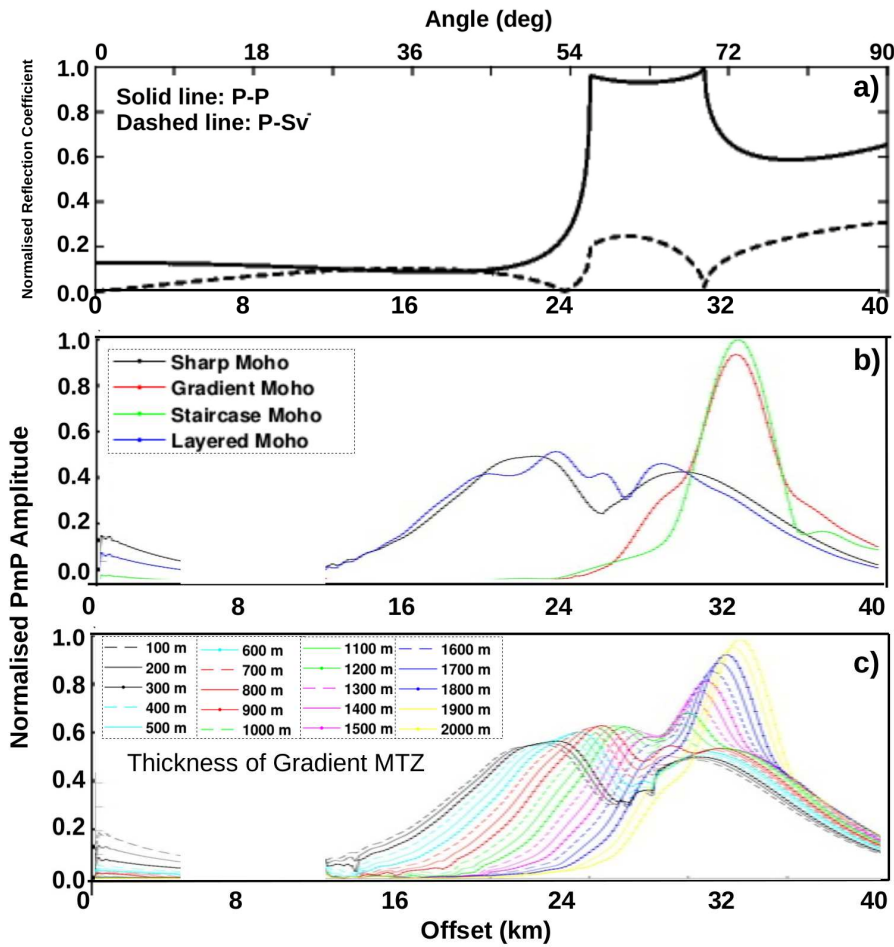 Angle (deg)
0 18 36 54 72 90
1.0
0.8
0.6
0.4
0.2
0.0
Normalised Reflection Coefficient
Solid line: P-P
Dashed line: P-Sv
a)
0 8 16 24 32 40
1.0
0.8
0.6
0.4
0.2
0.0
Sharp Moho
Gradient Moho
Staircase Moho
Layered Moho
b)
Normalised PmP Amplitude
0 8 16 24 32 40
1.0
0.8
0.6
0.4
0.2
0.0
100 m 600 m 1100 m 1600 m
200 m 700 m 1200 m 1700 m
300 m 800 m 1300 m 1800 m
400 m 900 m 1400 m 1900 m
500 m 1000 m 1500 m 2000 m
c)
Thickness of Gradient MTZ
0 8 16 24 32 40
Offset (km)